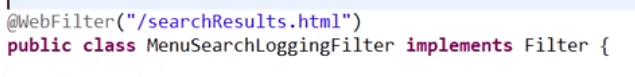 @WebFilter("/searchResults.html")
public class MenuSearchLoggingFilter implements Filter {